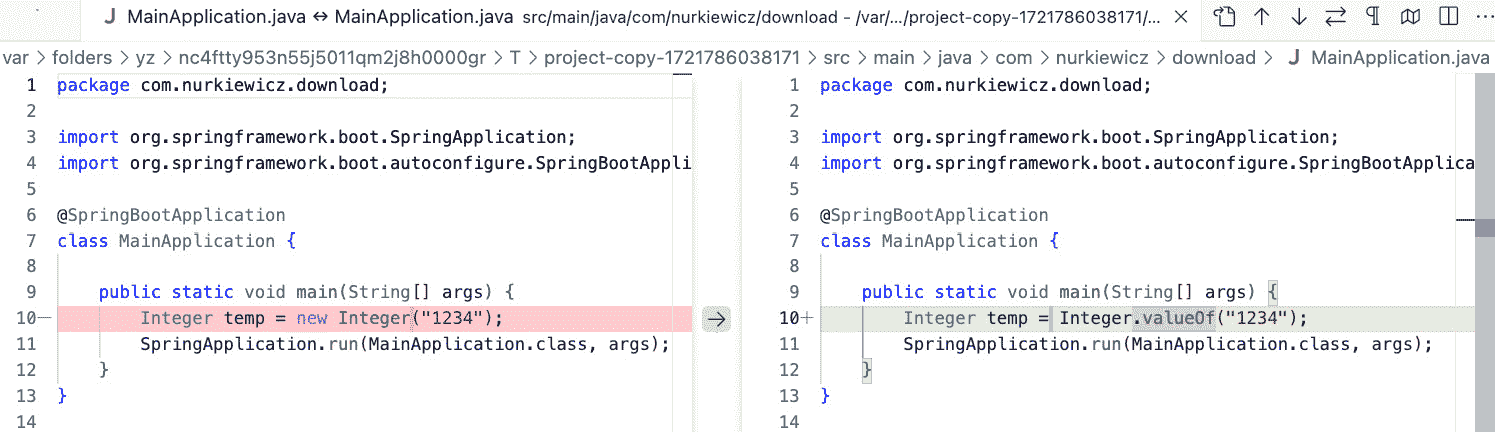 MainApplication.java ↔ MainApplication.java src/main/java/com/nurkiewicz/download – /var/.../project-copy-1721786038171/...
var > folders > yz > nc4ftty953n55j5011qm2j8h0000gr > T > project-copy-1721786038171 > src > main > java > com > nurkiewicz > download > J MainApplication.java
1 package com.nurkiewicz.download;
2
3 import org.springframework.boot.SpringApplication;
4 import org.springframework.boot.autoconfigure.SpringBootAppli
5
6 @SpringBootApplication
7 class MainApplication {
8
9 public static void main(String[] args) {
10— Integer temp = new Integer("1234");
11 SpringApplication.run(MainApplication.class, args);
12 }
13 }
14
1 package com.nurkiewicz.download;
2
3 import org.springframework.boot.SpringApplication;
4 import org.springframework.boot.autoconfigure.SpringBootApplica
5
6 @SpringBootApplication
7 class MainApplication {
8
9 public static void main(String[] args) {
10+ Integer temp = Integer.valueOf("1234");
11 SpringApplication.run(MainApplication.class, args);
12 }
13 }
14